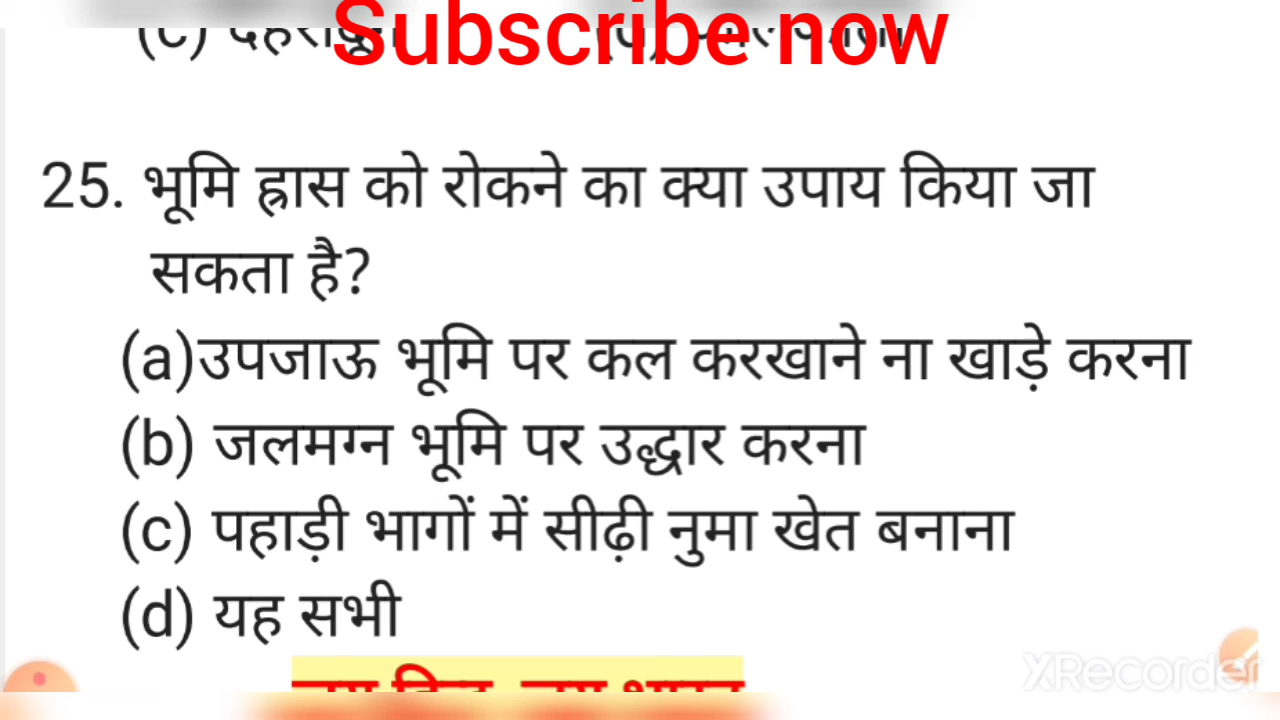 Subscribe now
(c) देहरादून
25. भूमि ह्रास को रोकने का क्या उपाय किया जा
सकता है?
(a)उपजाऊ भूमि पर कल करखाने ना खाड़े करना
(b) जलमग्न भूमि पर उद्धार करना
(c) पहाड़ी भागों में सीढ़ी नुमा खेत बनाना
(d) यह सभी
XRecorder